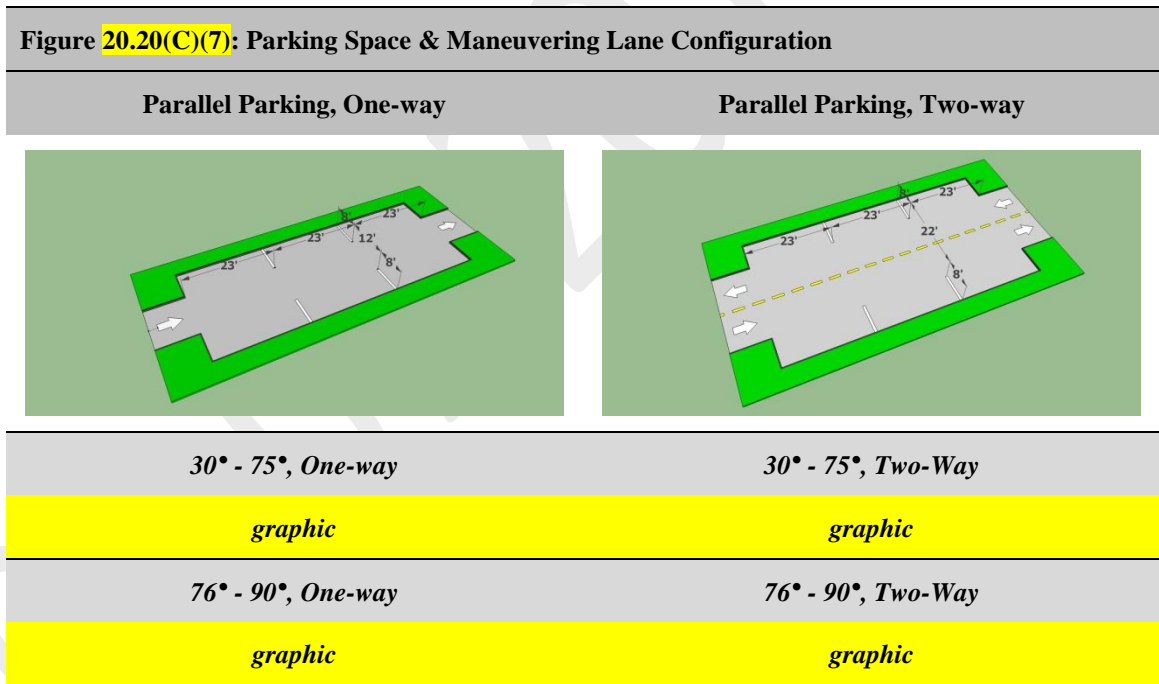 Figure 20.20(C)(7): Parking Space & Maneuvering Lane Configuration
Parallel Parking, One-way
Parallel Parking, Two-way
8'
23'
23'
12'
23'
8'
8'
23'
23'
22'
23'
8'
30° - 75°, One-way
30° - 75°, Two-Way
graphic
graphic
76° - 90°, One-way
76° - 90°, Two-Way
graphic
graphic